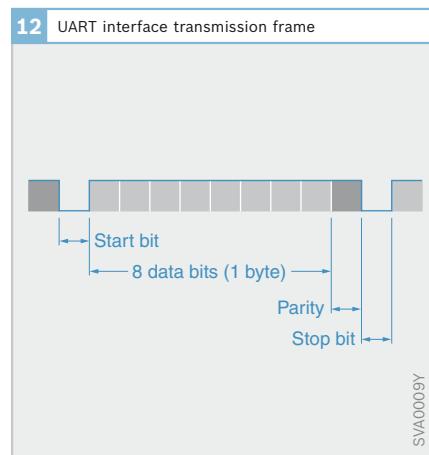 12 UART interface transmission frame
Start bit
8 data bits (1 byte)
Parity
Stop bit
SVA0009Y